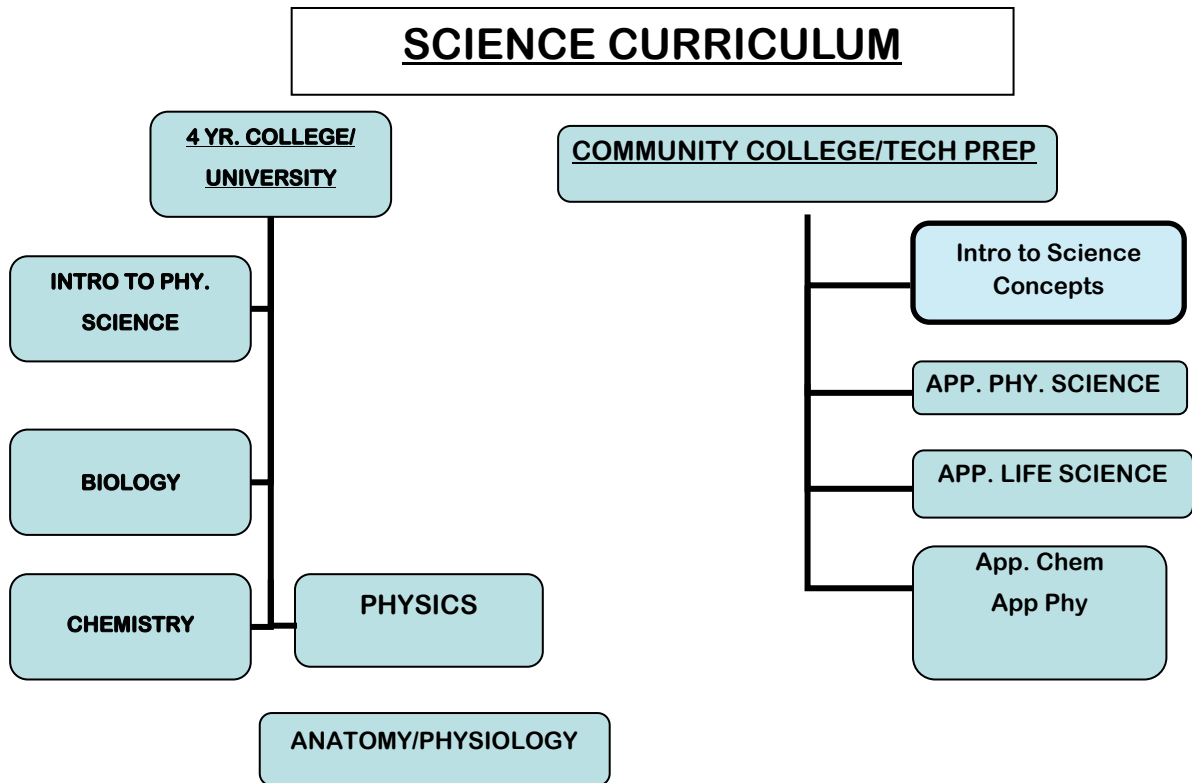 SCIENCE CURRICULUM
4 YR. COLLEGE/
UNIVERSITY
INTRO TO PHY.
SCIENCE
BIOLOGY
CHEMISTRY
PHYSICS
ANATOMY/PHYSIOLOGY
COMMUNITY COLLEGE/TECH PREP
Intro to Science
Concepts
APP. PHY. SCIENCE
APP. LIFE SCIENCE
App. Chem
App Phy